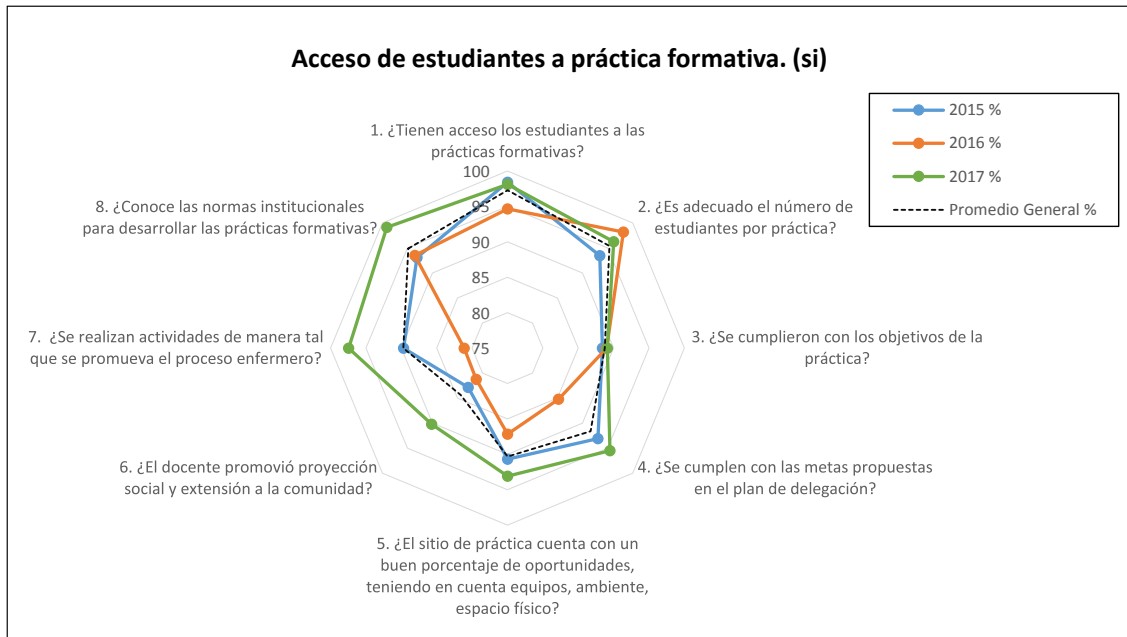 Acceso de estudiantes a práctica formativa. (si)
2015 %
2016 %
2017 %
Promedio General %
1. ¿Tienen acceso los estudiantes a las
prácticas formativas?
2. ¿Es adecuado el número de
estudiantes por práctica?
3. ¿Se cumplieron con los objetivos de la
práctica?
4. ¿Se cumplen con las metas propuestas
en el plan de delegación?
5. ¿El sitio de práctica cuenta con un
buen porcentaje de oportunidades,
teniendo en cuenta equipos, ambiente,
espacio físico?
6. ¿El docente promovió proyección
social y extensión a la comunidad?
7. ¿Se realizan actividades de manera tal
que se promueva el proceso enfermero?
8. ¿Conoce las normas institucionales
para desarrollar las prácticas formativas?
100
95
90
85
80
75